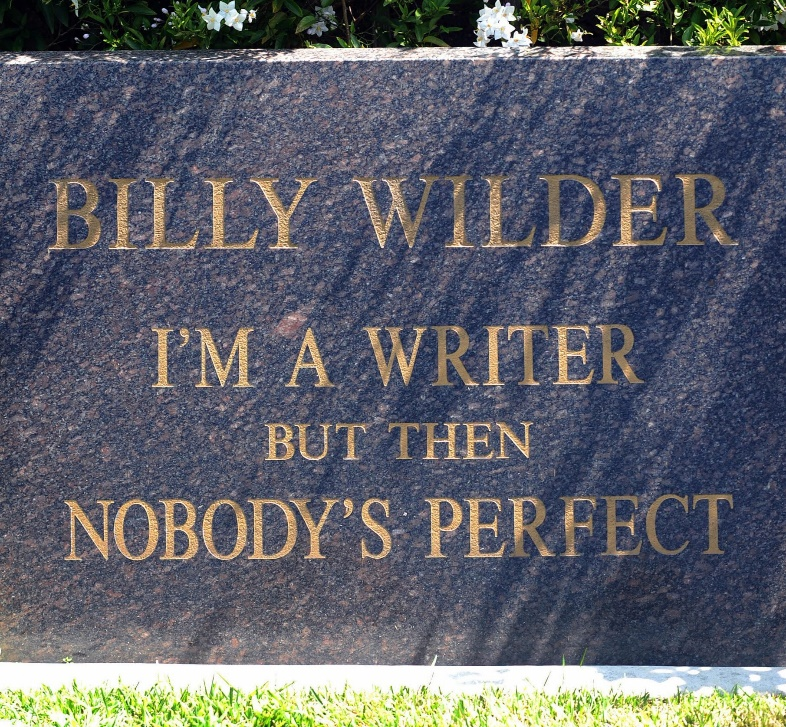 BILLY WILDER
I'M A WRITER
BUT THEN
NOBODY'S PERFECT